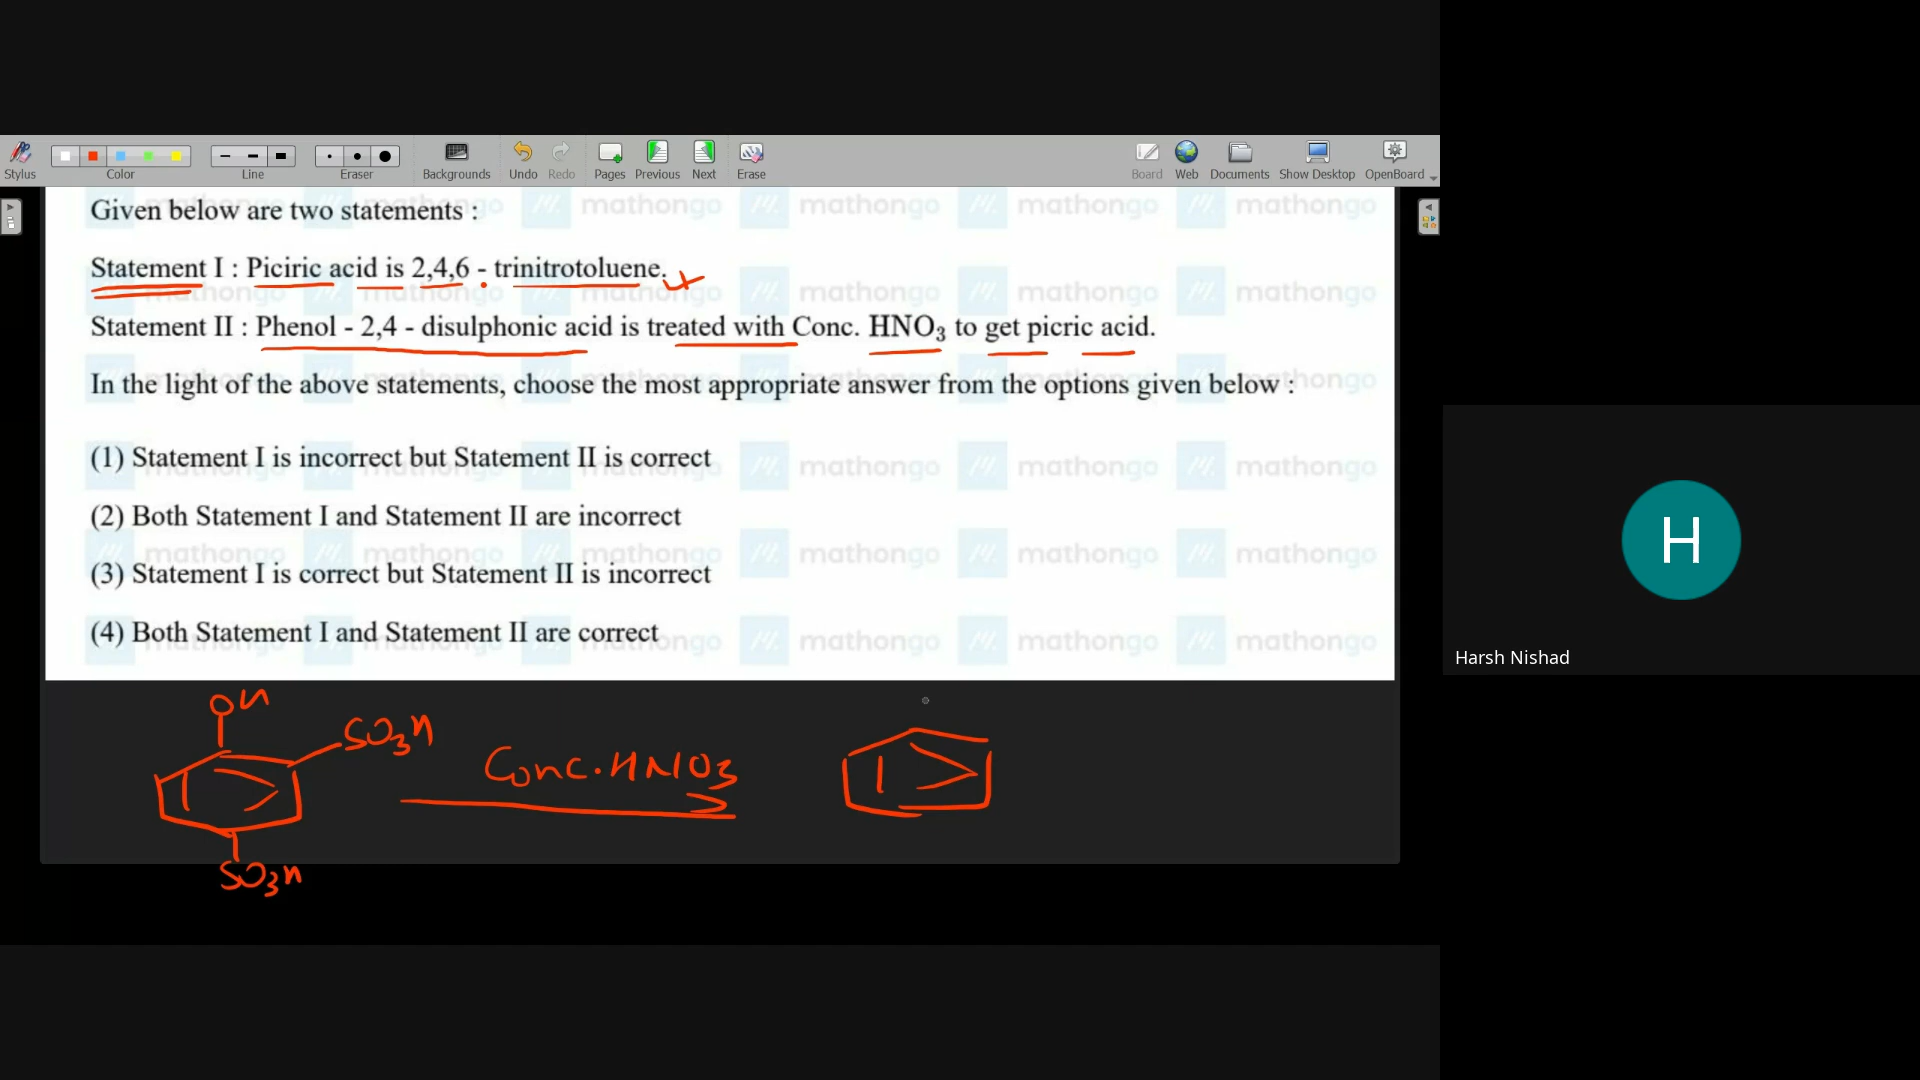 Stylus Color Line Eraser Backgrounds Undo Redo Pages Previous Next Erase Board Web Documents Show Desktop OpenBoard
Given below are two statements :
Statement I : Piciric acid is 2,4,6 - trinitrotoluene.
Statement II : Phenol - 2,4 - disulphonic acid is treated with Conc. HNO₃ to get picric acid.
In the light of the above statements, choose the most appropriate answer from the options given below :
(1) Statement I is incorrect but Statement II is correct
(2) Both Statement I and Statement II are incorrect
(3) Statement I is correct but Statement II is incorrect
(4) Both Statement I and Statement II are correct
OH
SO₃H
Conc. HNO₃
SO₃H
H
Harsh Nishad
mathongo